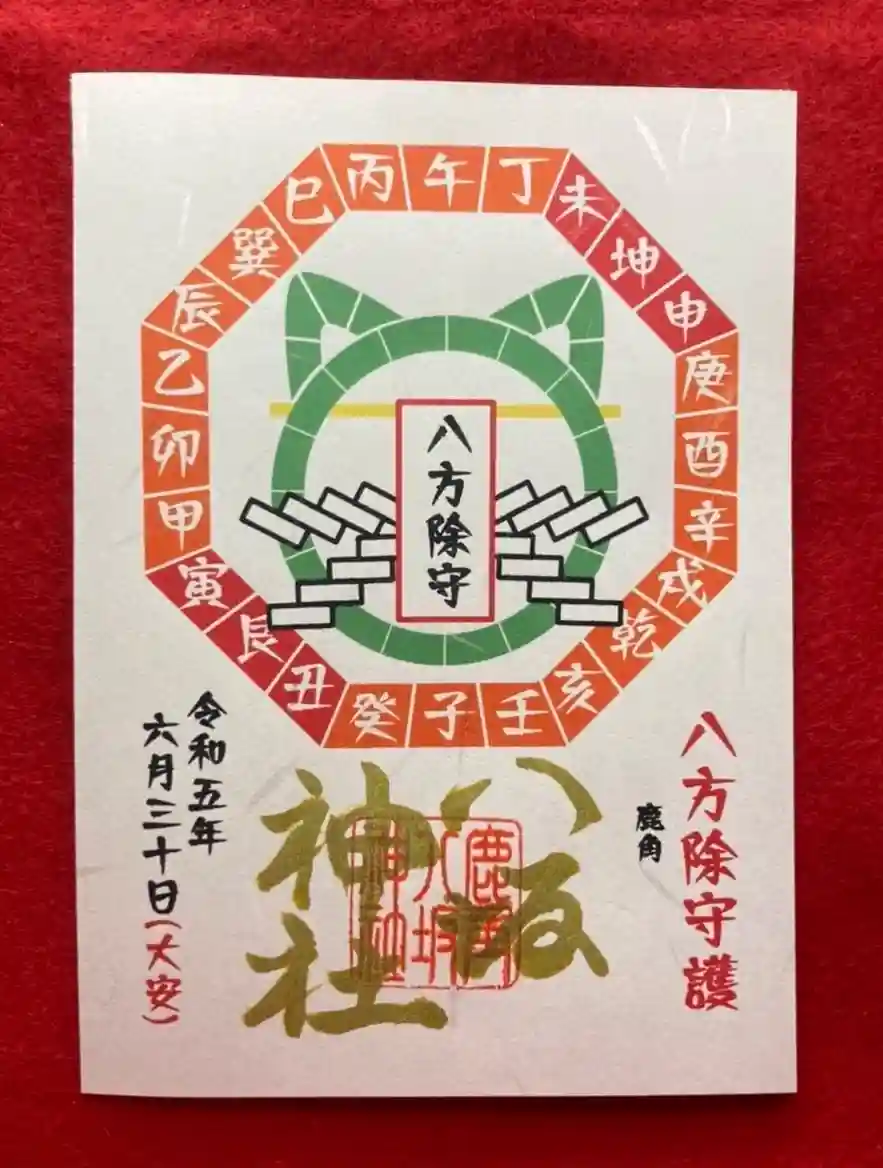 丙午丁未坤申庚酉辛戌乾亥壬子癸丑艮寅甲卯乙辰巽巳
八方除守
八方除守護
鹿角
八坂
神社
鹿角
八坂
神社
令和五年
六月三十日(大安)